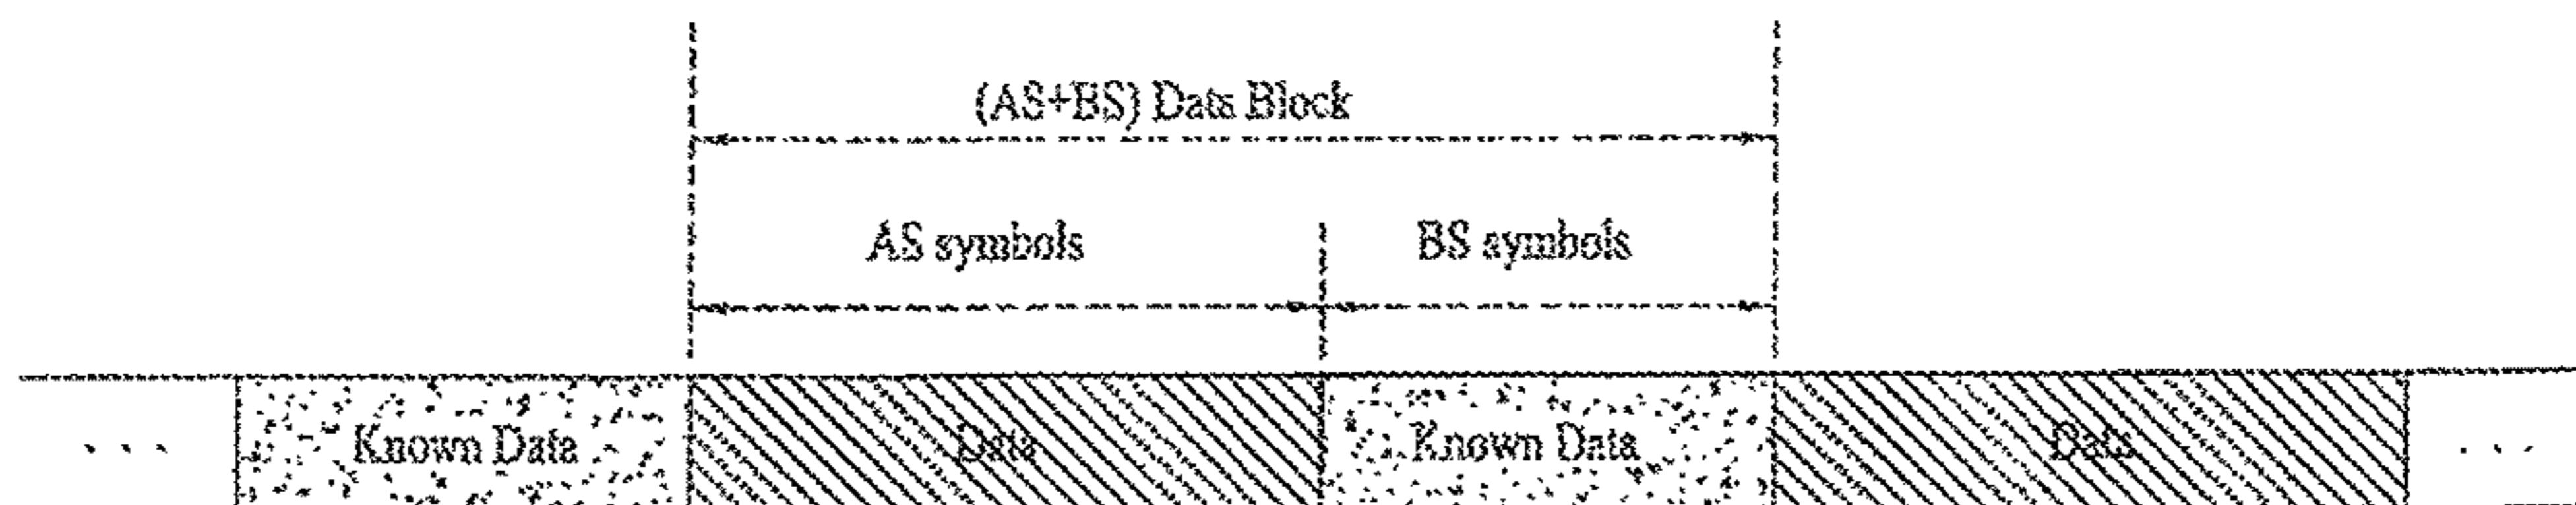 (AS+BS) Data Block
AS symbols BS symbols
... Known Data Data Known Data Data ...